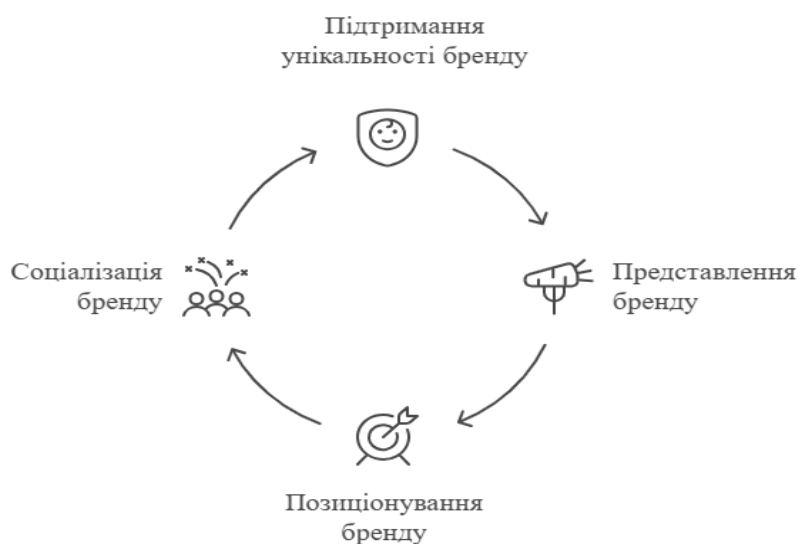 Підтримання
унікальності бренду
Соціалізація
бренду
Представлення
бренду
Позиціонування
бренду